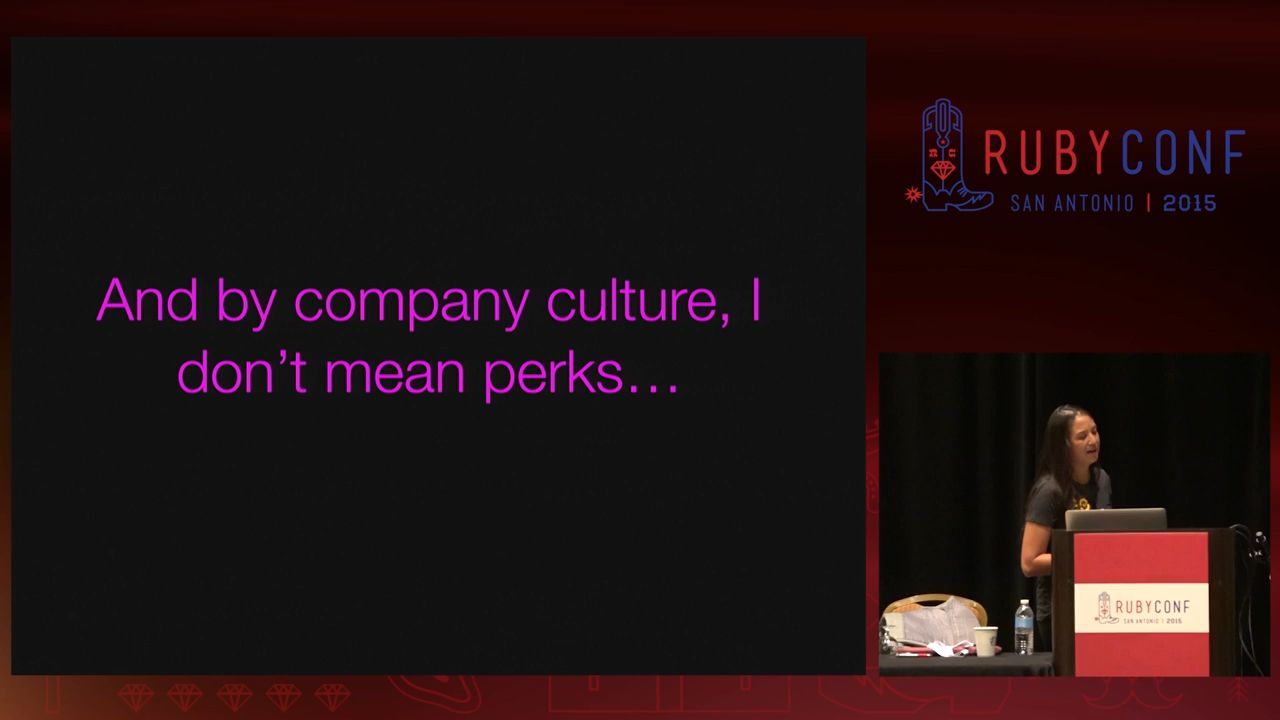 And by company culture, I
don't mean perks…
RUBYCONF
SAN ANTONIO | 2015
RUBYCONF
SAN ANTONIO | 2015